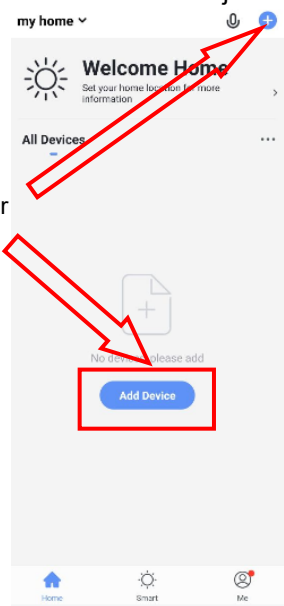 my home
Welcome Home
Set your home location for more
information
All Devices
r
No devices, please add
Add Device
Home
Smart
Me